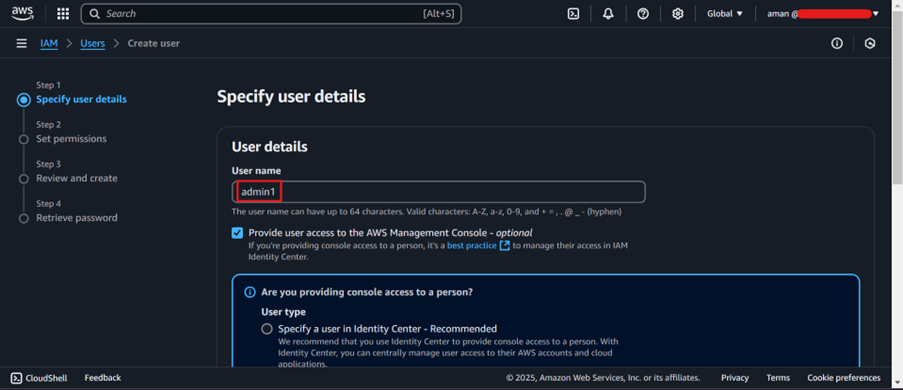 aws
Search [Alt+S]
Global ▼
aman @
IAM > Users > Create user
Step 1
Specify user details
Step 2
Set permissions
Step 3
Review and create
Step 4
Retrieve password
Specify user details
User details
User name
admin1
The user name can have up to 64 characters. Valid characters: A-Z, a-z, 0-9, and + = , . @ _ - (hyphen)
Provide user access to the AWS Management Console - optional
If you're providing console access to a person, it's a best practice to manage their access in IAM
Identity Center.
Are you providing console access to a person?
User type
Specify a user in Identity Center - Recommended
We recommend that you use Identity Center to provide console access to a person. With
Identity Center, you can centrally manage user access to their AWS accounts and cloud
applications.
CloudShell Feedback © 2025, Amazon Web Services, Inc. or its affiliates. Privacy Terms Cookie preferences